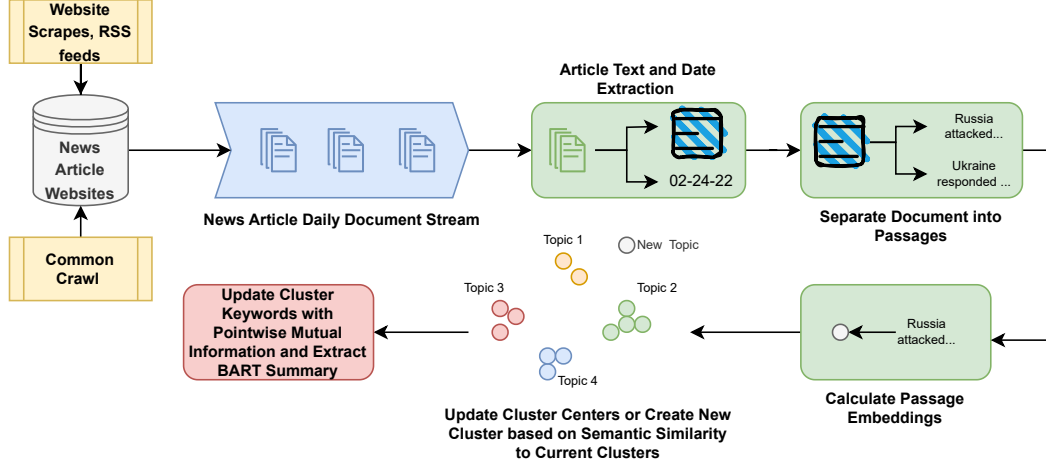 Website
Scrapes, RSS
feeds
News
Article
Websites
Common
Crawl
News Article Daily Document Stream
Article Text and Date
Extraction
02-24-22
Russia
attacked...
Ukraine
responded ...
Separate Document into
Passages
Russia
attacked...
Calculate Passage
Embeddings
Topic 1
New Topic
Topic 3
Topic 2
Topic 4
Update Cluster Centers or Create New
Cluster based on Semantic Similarity
to Current Clusters
Update Cluster
Keywords with
Pointwise Mutual
Information and Extract
BART Summary